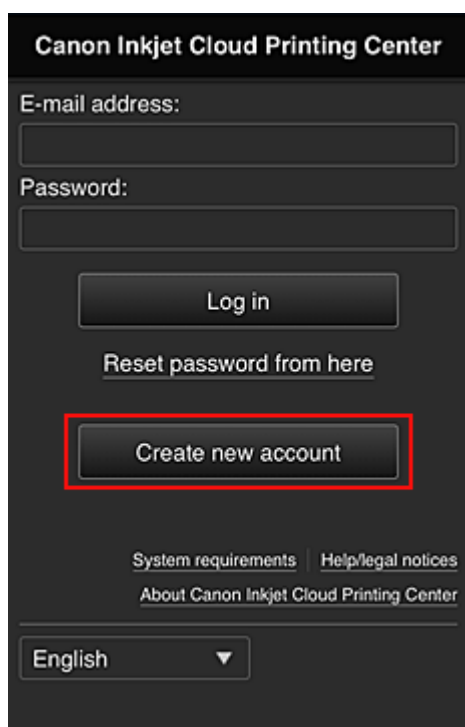 Canon Inkjet Cloud Printing Center
E-mail address:
Password:
Log in
Reset password from here
Create new account
System requirements Help/legal notices
About Canon Inkjet Cloud Printing Center
English